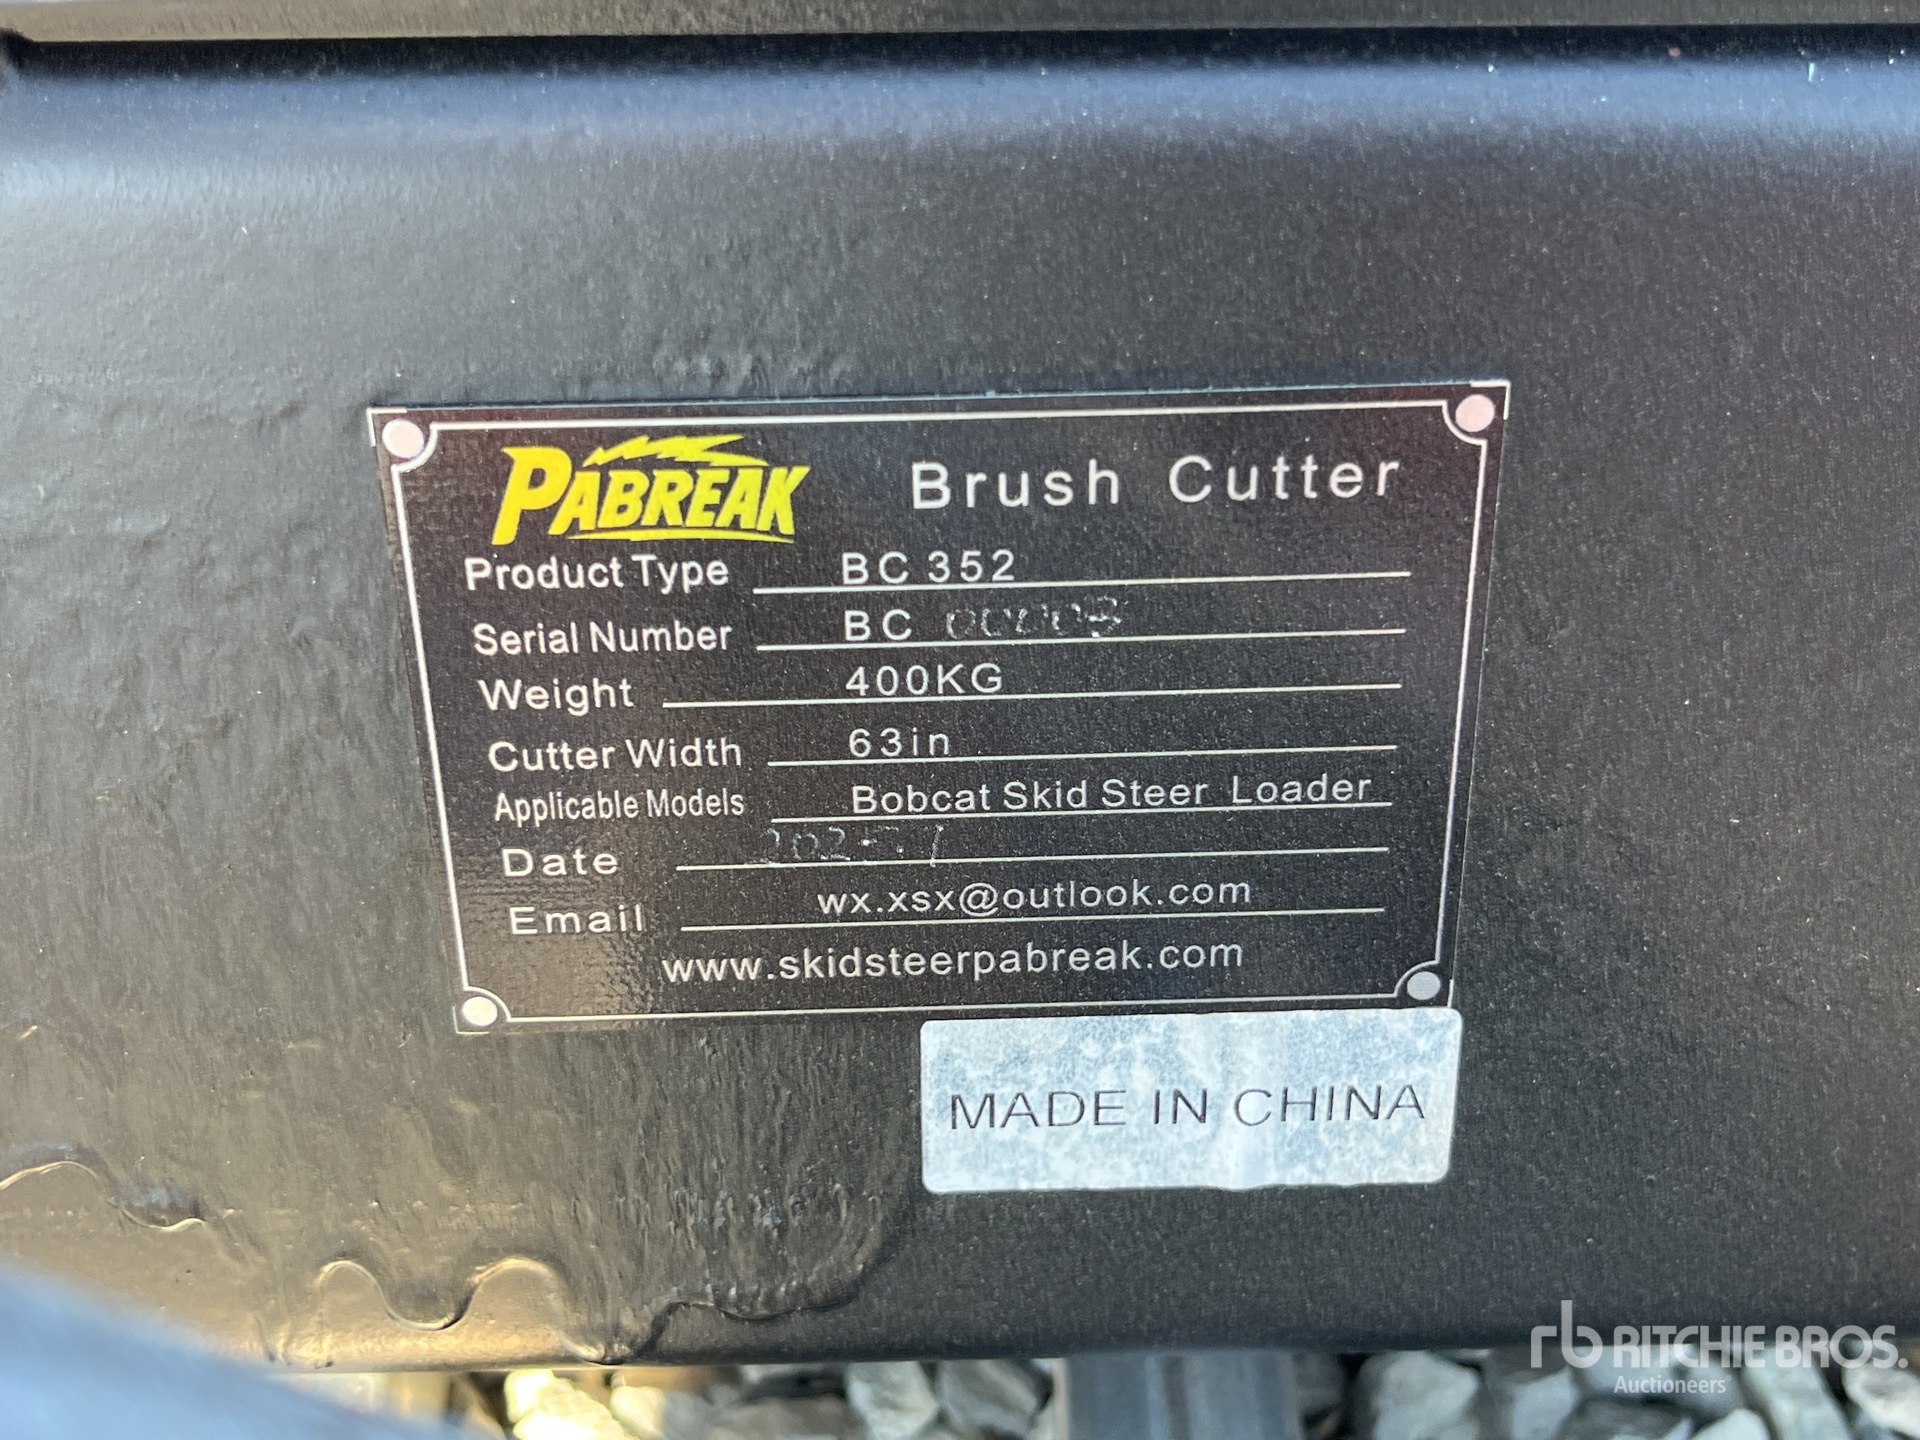 PABREAK Brush Cutter
Product Type BC 352
Serial Number BC
Weight 400KG
Cutter Width 63in
Applicable Models Bobcat Skid Steer Loader
Date
Email wx.xsx@outlook.com
www.skidsteerpabreak.com
MADE IN CHINA
rb RITCHIE BROS.
Auctioneers